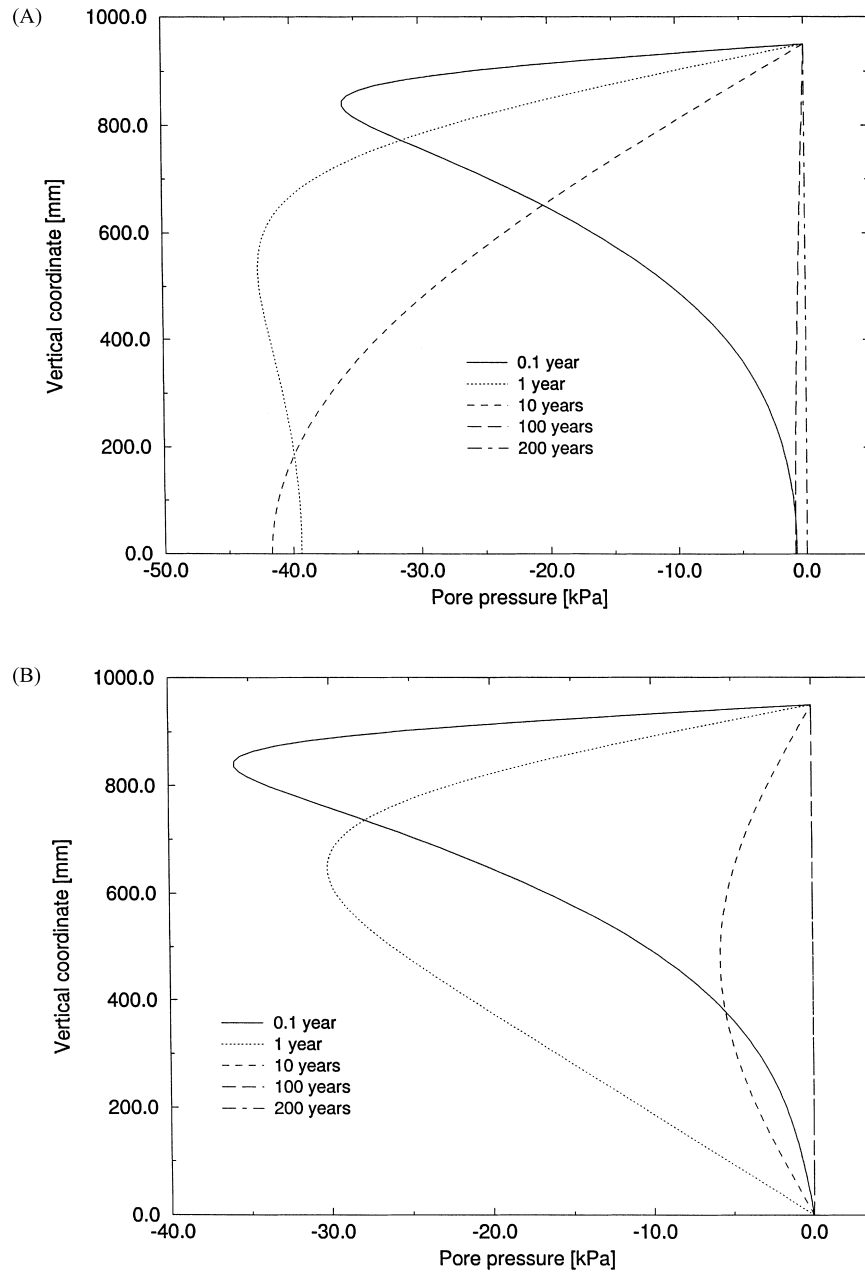 (A)
1000.0
800.0
600.0
400.0
200.0
0.0
Vertical coordinate [mm]
0.1 year
1 year
10 years
100 years
200 years
-50.0 -40.0 -30.0 -20.0 -10.0 0.0
Pore pressure [kPa]
(B)
1000.0
800.0
600.0
400.0
200.0
0.0
Vertical coordinate [mm]
0.1 year
1 year
10 years
100 years
200 years
-40.0 -30.0 -20.0 -10.0 0.0
Pore pressure [kPa]